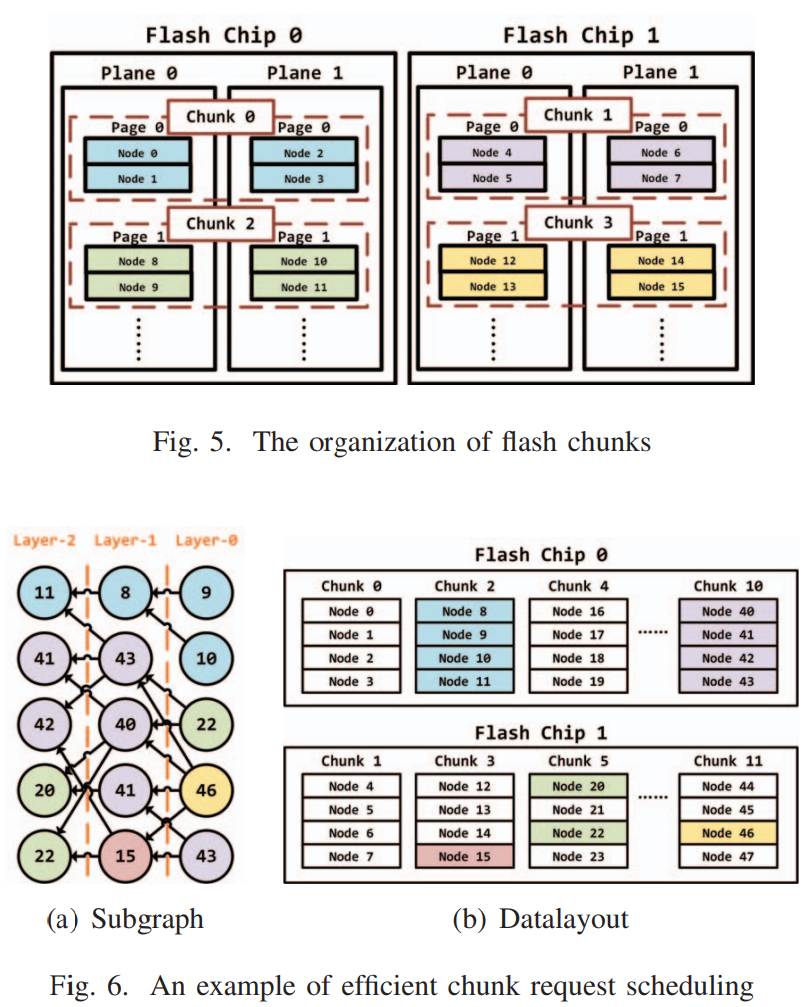 Flash Chip 0
Flash Chip 1
Plane 0
Plane 1
Plane 0
Plane 1
Chunk 0
Chunk 1
Page 0
Page 0
Page 0
Page 0
Node 0
Node 2
Node 4
Node 6
Node 1
Node 3
Node 5
Node 7
Chunk 2
Chunk 3
Page 1
Page 1
Page 1
Page 1
Node 8
Node 10
Node 12
Node 14
Node 9
Node 11
Node 13
Node 15
Fig. 5. The organization of flash chunks
Layer-2
Layer-1
Layer-0
11
8
9
41
43
10
42
40
22
20
41
46
22
15
43
(a) Subgraph
Flash Chip 0
Chunk 0
Chunk 2
Chunk 4
Chunk 10
Node 0
Node 8
Node 16
Node 40
Node 1
Node 9
Node 17
Node 41
Node 2
Node 10
Node 18
Node 42
Node 3
Node 11
Node 19
Node 43
Flash Chip 1
Chunk 1
Chunk 3
Chunk 5
Chunk 11
Node 4
Node 12
Node 20
Node 44
Node 5
Node 13
Node 21
Node 45
Node 6
Node 14
Node 22
Node 46
Node 7
Node 15
Node 23
Node 47
(b) Datalayout
Fig. 6. An example of efficient chunk request scheduling